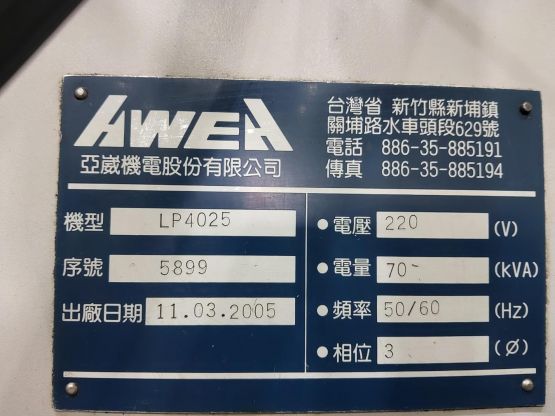 AWEA
亞崴機電股份有限公司
台灣省 新竹縣新埔鎮
關埔路水車頭段629號
電話 886-35-885191
傳真 886-35-885194
機型 LP4025
序號 5899
出廠日期 11.03.2005
● 電壓 220 (V)
● 電量 70- (kVA)
● 頻率 50/60 (Hz)
● 相位 3 (Ø)